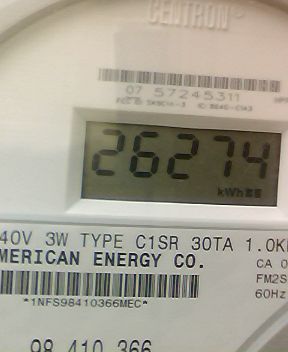 CENTRON®
07 57245311
26274
kWh
40V 3W TYPE C1SR 30TA 1.0K
MERICAN ENERGY CO.
CA 0
FM2S
*1NFS98410366MEC*
60Hz
98 410 366